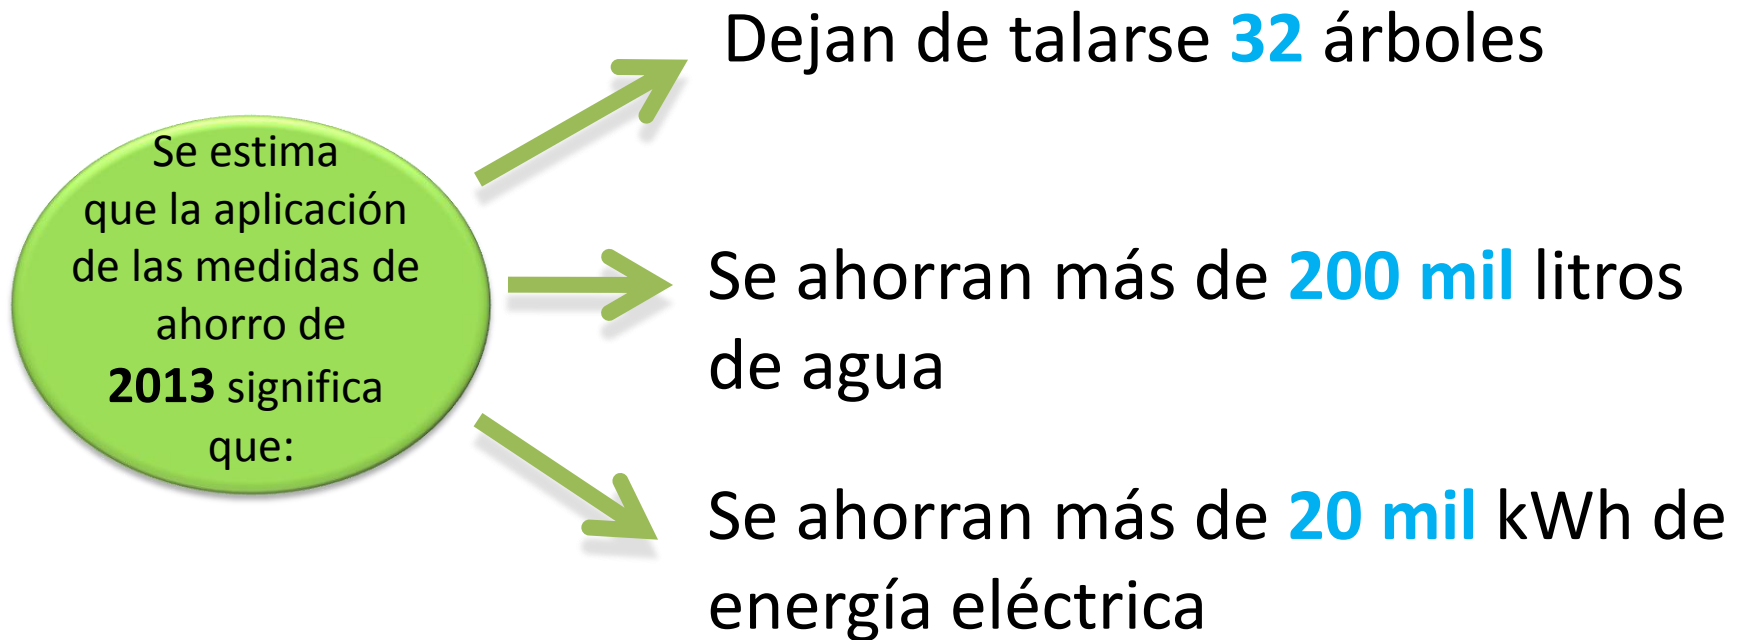 Se estima
que la aplicación
de las medidas de
ahorro de
2013 significa
que:
Dejan de talarse 32 árboles
Se ahorran más de 200 mil litros
de agua
Se ahorran más de 20 mil kWh de
energía eléctrica